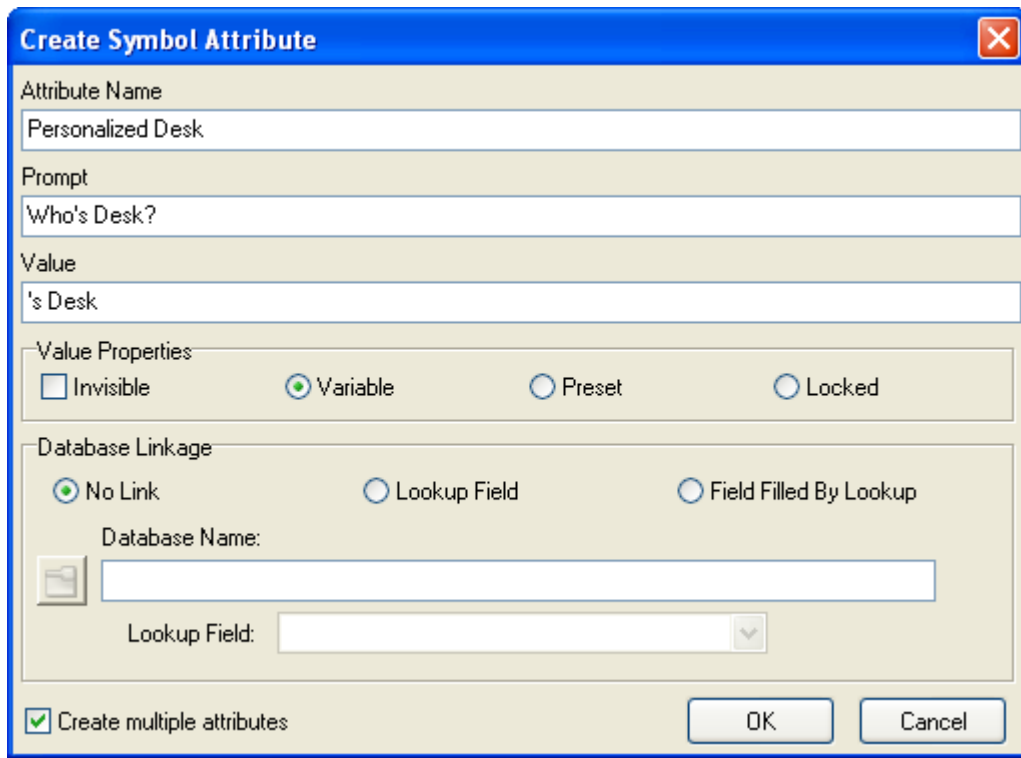 Create Symbol Attribute
Attribute Name
Personalized Desk
Prompt
Who's Desk?
Value
's Desk
Value Properties
Invisible Variable Preset Locked
Database Linkage
No Link Lookup Field Field Filled By Lookup
Database Name:
Lookup Field:
Create multiple attributes OK Cancel